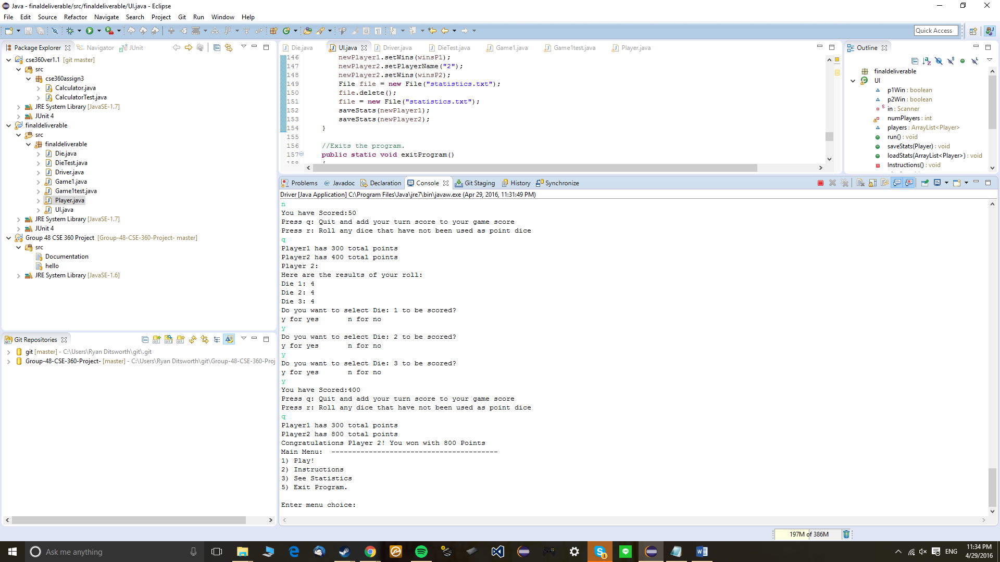 Java - finaldeliverable/src/finaldeliverable/UI.java - Eclipse
File Edit Source Refactor Navigate Search Project Git Run Window Help
Quick Access
Package Explorer Navigator JUnit
cse360ver1.1 [git master]
src
cse360assign3
Calculator.java
CalculatorTest.java
JRE System Library [JavaSE-1.7]
JUnit 4
finaldeliverable
src
finaldeliverable
Die.java
DieTest.java
Driver.java
Game1.java
Game1test.java
Player.java
UI.java
JRE System Library [JavaSE-1.7]
JUnit 4
Group 48 CSE 360 Project [Group-48-CSE-360-Project- master]
src
Documentation
hello
JRE System Library [JavaSE-1.6]
Git Repositories
git [master] - C:\Users\Ryan Ditsworth\git\.git
Group-48-CSE-360-Project- [master] - C:\Users\Ryan Ditsworth\git\Group-48-CSE-360-Proj
Die.java UI.java Driver.java DieTest.java Game1.java Game1test.java Player.java
146 newPlayer1.setWins(winsP1);
147 newPlayer2.setPlayerName("2");
148 newPlayer2.setWins(winsP2);
149 File file = new File("statistics.txt");
150 file.delete();
151 file = new File("statistics.txt");
152 saveStats(newPlayer1);
153 saveStats(newPlayer2);
154 }
155
156 //Exits the program.
157 public static void exitProgram()
158 {
Outline
finaldeliverable
UI
p1Win : boolean
p2Win : boolean
in : Scanner
numPlayers : int
players : ArrayList<Player>
run() : void
saveStats(Player) : void
loadStats(ArrayList<Player>) : void
Instructions() : void
Problems Javadoc Declaration Console Git Staging History Synchronize
Driver [Java Application] C:\Program Files\Java\jre7\bin\javaw.exe (Apr 29, 2016, 11:31:49 PM)
n
You have Scored:50
Press q: Quit and add your turn score to your game score
Press r: Roll any dice that have not been used as point dice
q
Player1 has 300 total points
Player2 has 400 total points
Player 2:
Here are the results of your roll:
Die 1: 4
Die 2: 4
Die 3: 4
Do you want to select Die: 1 to be scored?
y for yes n for no
y
Do you want to select Die: 2 to be scored?
y for yes n for no
y
Do you want to select Die: 3 to be scored?
y for yes n for no
y
You have Scored:400
Press q: Quit and add your turn score to your game score
Press r: Roll any dice that have not been used as point dice
q
Player1 has 300 total points
Player2 has 800 total points
Congratulations Player 2! You won with 800 Points
Main Menu: ----------------------------------------
1) Play!
2) Instructions
3) See Statistics
5) Exit Program.
Enter menu choice:
197M of 386M
Ask me anything
ENG
11:34 PM
4/29/2016